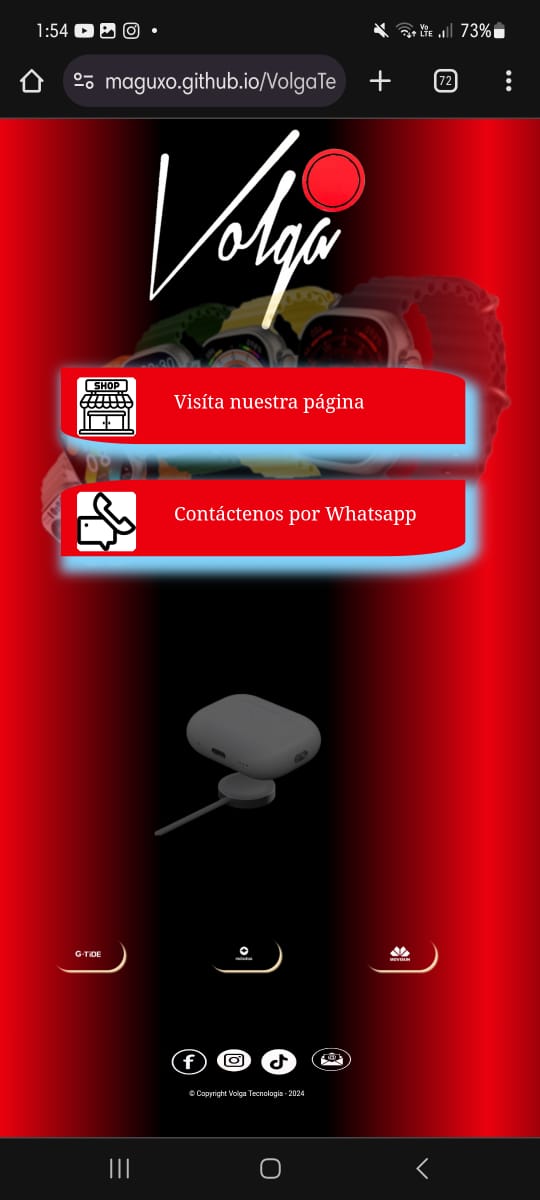 1:54
Vo
LTE
73%
maguxo.github.io/VolgaTe
72
Volga
SHOP
Visíta nuestra página
Contáctenos por Whatsapp
G-TiDE
MOVISUN
© Copyright Volga Tecnología - 2024